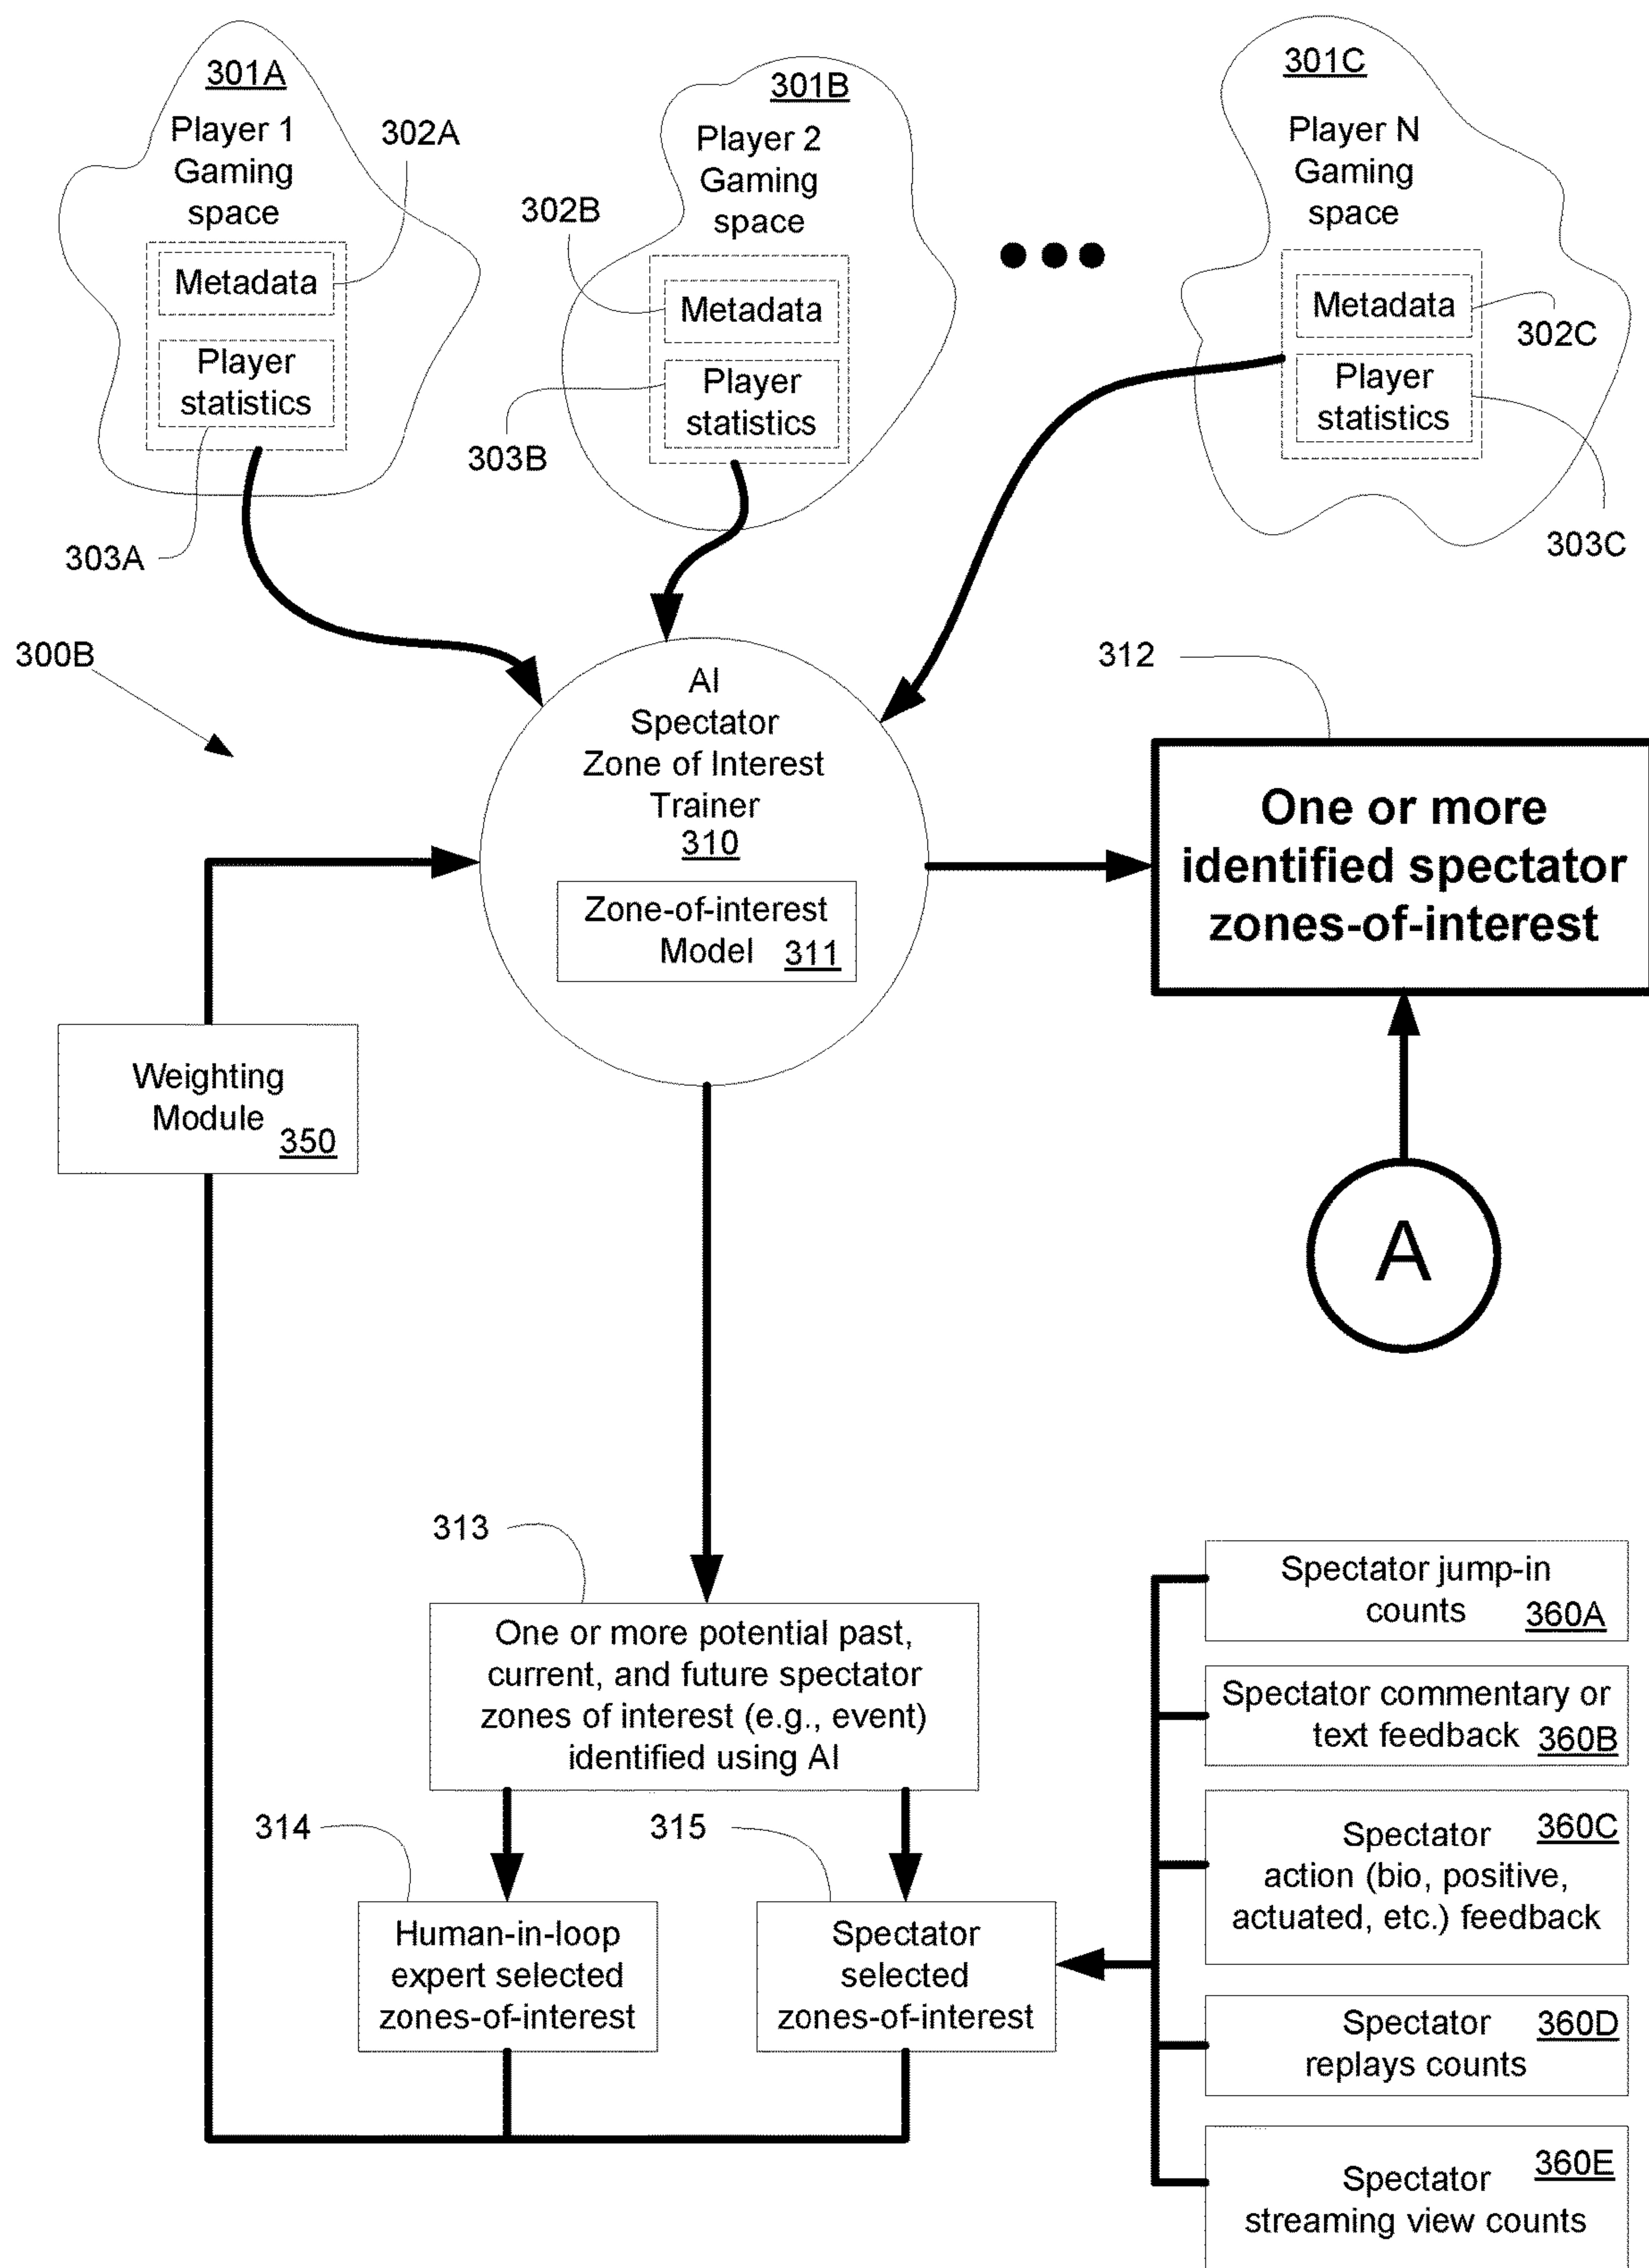 301A
Player 1
Gaming
space
302A
Metadata
Player
statistics
303A
301B
Player 2
Gaming
space
302B
Metadata
Player
statistics
303B
301C
Player N
Gaming
space
Metadata
302C
Player
statistics
303C
300B
AI
Spectator
Zone of Interest
Trainer
310
Zone-of-interest
Model 311
312
One or more
identified spectator
zones-of-interest
Weighting
Module 350
A
313
One or more potential past,
current, and future spectator
zones of interest (e.g., event)
identified using AI
314
315
Human-in-loop
expert selected
zones-of-interest
Spectator
selected
zones-of-interest
Spectator jump-in
counts 360A
Spectator commentary or
text feedback 360B
Spectator 360C
action (bio, positive,
actuated, etc.) feedback
Spectator 360D
replays counts
Spectator 360E
streaming view counts